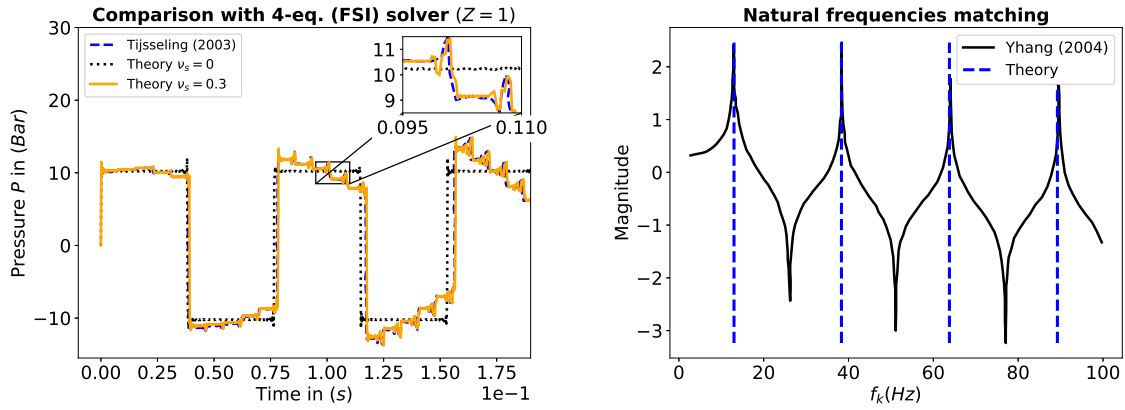 Comparison with 4-eq. (FSI) solver (Z = 1)
Tijsseling (2003)
Theory νs = 0
Theory νs = 0.3
11
10
9
0.095
0.110
30
20
10
0
−10
Pressure P in (Bar)
0.00
0.25
0.50
0.75
1.00
1.25
1.50
1.75
1e−1
Time in (s)
Natural frequencies matching
Yhang (2004)
Theory
2
1
0
−1
−2
−3
Magnitude
0
20
40
60
80
100
fk(Hz)